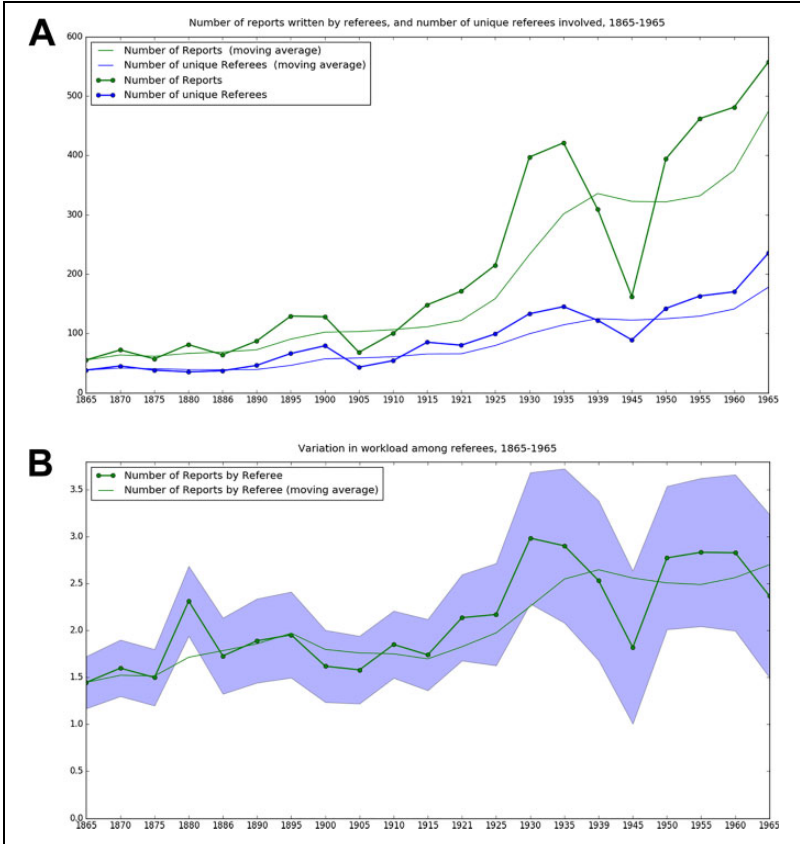 A
Number of reports written by referees, and number of unique referees involved, 1865-1965
600
500
400
300
200
100
0
Number of Reports (moving average)
Number of unique Referees (moving average)
Number of Reports
Number of unique Referees
1865 1870 1875 1880 1886 1890 1895 1900 1905 1910 1915 1921 1925 1930 1935 1939 1945 1950 1955 1960 1965
B
Variation in workload among referees, 1865-1965
3.5
3.0
2.5
2.0
1.5
1.0
0.5
0.0
Number of Reports by Referee
Number of Reports by Referee (moving average)
1865 1870 1875 1880 1886 1890 1895 1900 1905 1910 1915 1921 1925 1930 1935 1939 1945 1950 1955 1960 1965